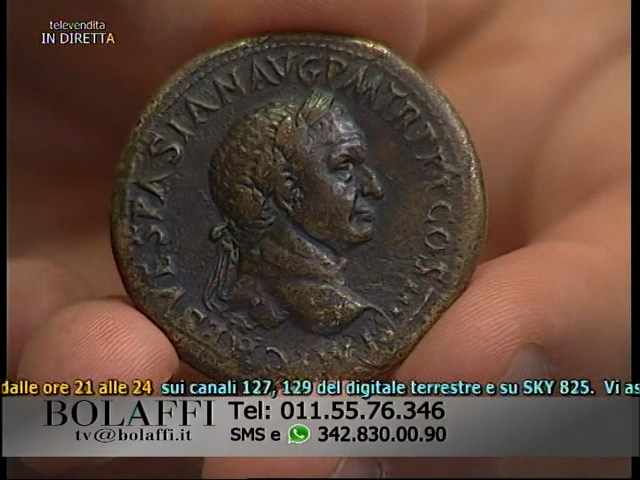 televendita
IN DIRETTA
VESPASIAN AVG P M TR P P P COS
dalle ore 21 alle 24 sui canali 127, 129 del digitale terrestre e su SKY 825. Vi as
BOLAFFI
tv@bolaffi.it
Tel: 011.55.76.346
SMS e 342.830.00.90